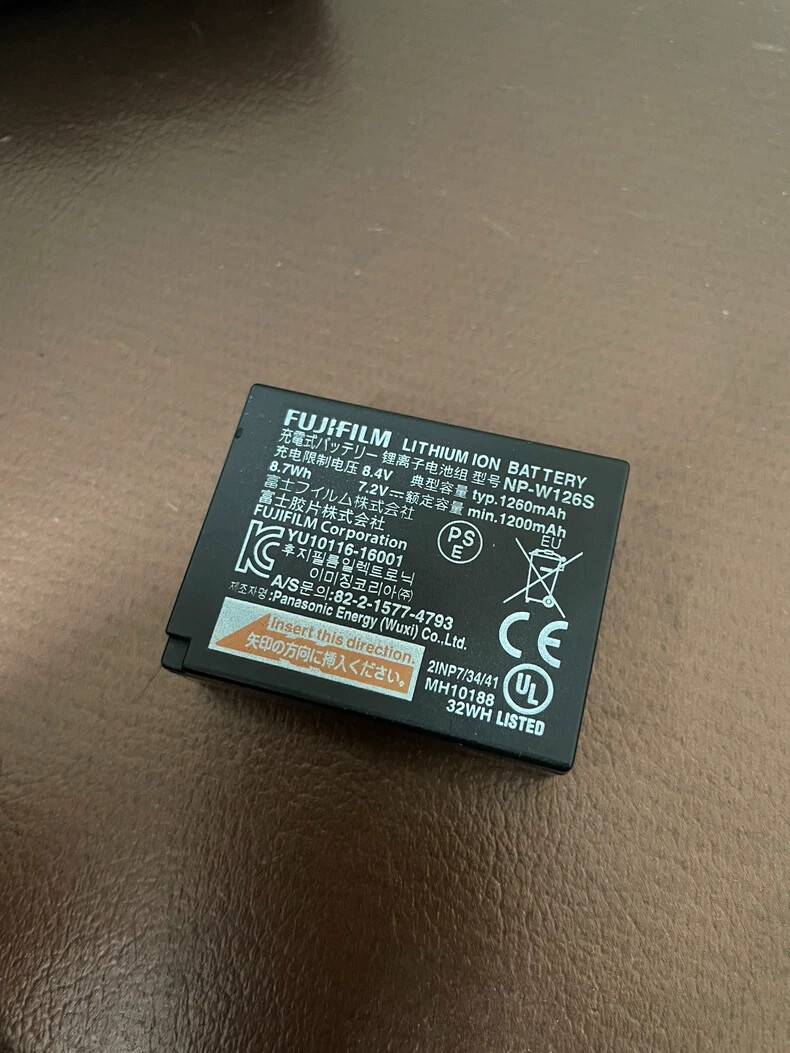 FUJIFILM LITHIUM ION BATTERY
充電式バッテリー 锂离子电池组 型号 NP-W126S
充电限制电压 8.4V 典型容量 typ.1260mAh
8.7Wh 7.2V⎓ 额定容量 min.1200mAh
富士フイルム株式会社
富士胶片株式会社
FUJIFILM Corporation
YU10116-16001
후지필름일렉트로닉
이미징코리아㈜
A/S문의:82-2-1577-4793
제조자명:Panasonic Energy (Wuxi) Co.,Ltd.
Insert this direction.
矢印の方向に挿入ください。
PSE
EU
CE
2INP7/34/41
MH10188
UL
32WH LISTED